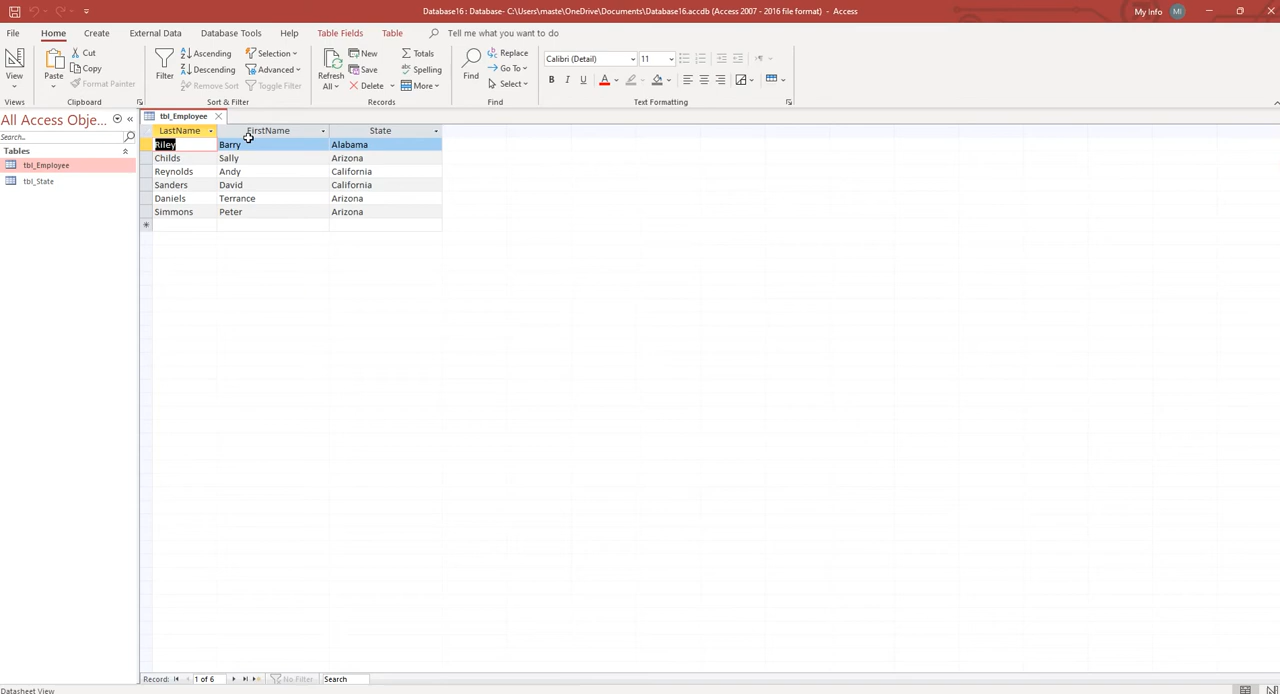 Database16 : Database- C:\Users\maste\OneDrive\Documents\Database16.accdb (Access 2007 - 2016 file format) - Access
My Info MI
File Home Create External Data Database Tools Help Table Fields Table Tell me what you want to do
View
Views
Paste
Cut
Copy
Format Painter
Clipboard
Filter
Ascending
Descending
Remove Sort
Selection
Advanced
Toggle Filter
Sort & Filter
Refresh
All
New
Save
Delete
Totals
Spelling
More
Records
Find
Replace
Go To
Select
Find
Calibri (Detail) 11
B I U A
Text Formatting
All Access Obje...
Search...
Tables
tbl_Employee
tbl_State
tbl_Employee
LastName FirstName State
Riley Barry Alabama
Childs Sally Arizona
Reynolds Andy California
Sanders David California
Daniels Terrance Arizona
Simmons Peter Arizona
Record: 1 of 6 No Filter Search
Datasheet View